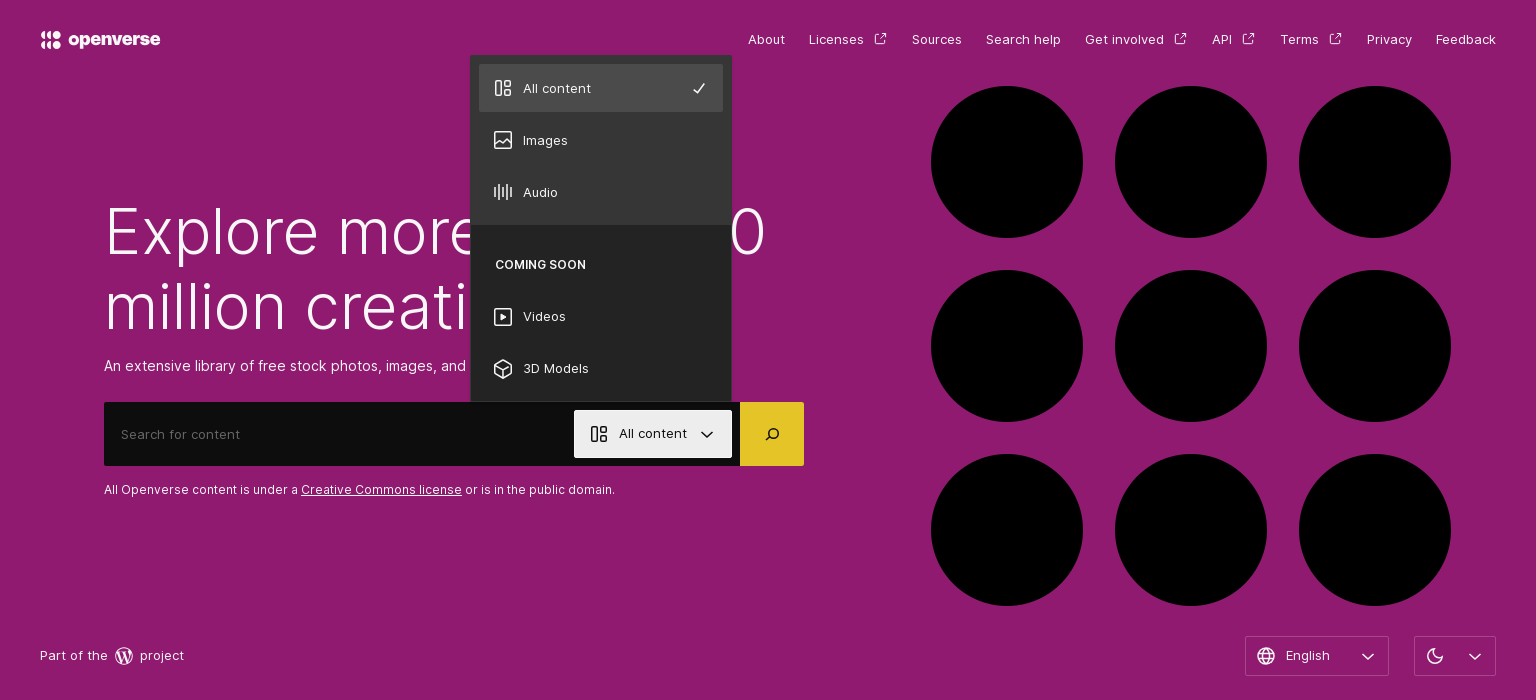 openverse
About
Licenses
Sources
Search help
Get involved
API
Terms
Privacy
Feedback
All content
Images
Audio
COMING SOON
Videos
3D Models
Explore more 0
million creati
An extensive library of free stock photos, images, and
Search for content
All content
All Openverse content is under a Creative Commons license or is in the public domain.
Part of the project
English